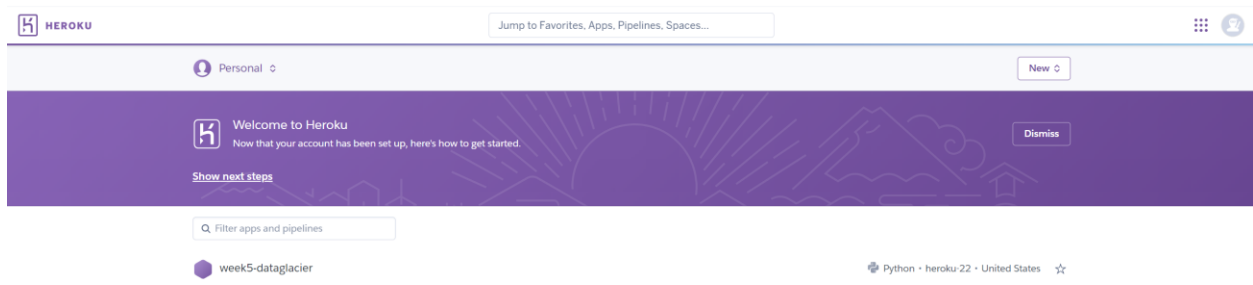 HEROKU
Jump to Favorites, Apps, Pipelines, Spaces...
Personal
New
Welcome to Heroku
Now that your account has been set up, here's how to get started.
Dismiss
Show next steps
Filter apps and pipelines
week5-dataglacier
Python • heroku-22 • United States